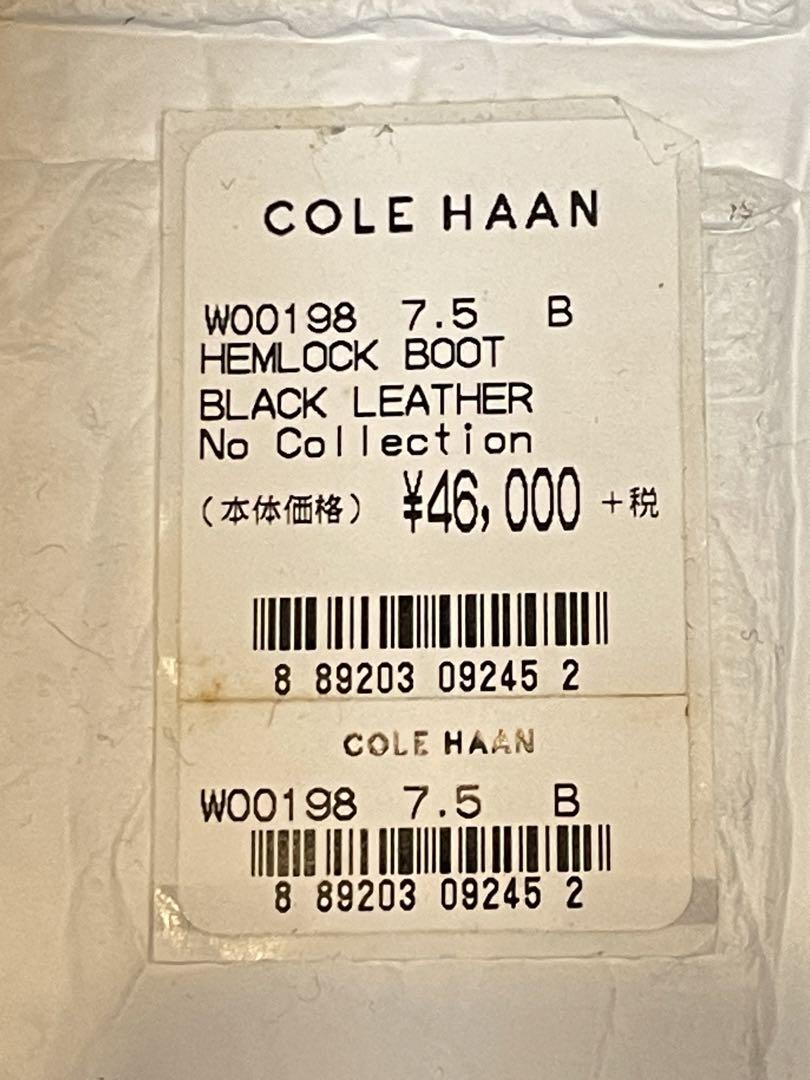 COLE HAAN
W00198 7.5 B
HEMLOCK BOOT
BLACK LEATHER
No Collection
(本体価格) ¥46,000 +税
8 89203 09245 2
COLE HAAN
W00198 7.5 B
8 89203 09245 2